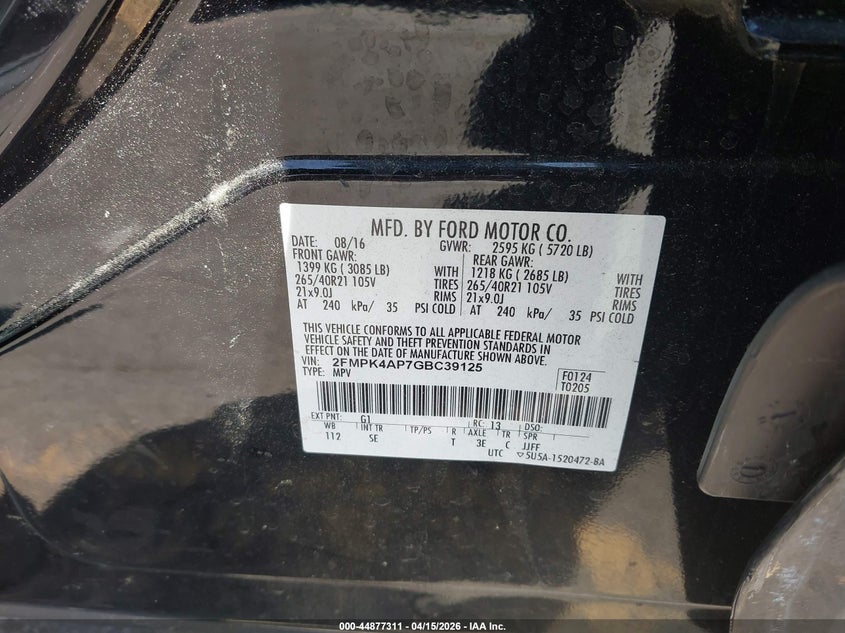 MFD. BY FORD MOTOR CO.
DATE: 08/16 GVWR: 2595 KG ( 5720 LB)
FRONT GAWR: REAR GAWR:
1399 KG ( 3085 LB) WITH 1218 KG ( 2685 LB) WITH
265/40R21 105V TIRES 265/40R21 105V TIRES
21x9.0J RIMS 21x9.0J RIMS
AT 240 kPa/ 35 PSI COLD AT 240 kPa/ 35 PSI COLD
THIS VEHICLE CONFORMS TO ALL APPLICABLE FEDERAL MOTOR
VEHICLE SAFETY AND THEFT PREVENTION STANDARDS IN
EFFECT ON THE DATE OF MANUFACTURE SHOWN ABOVE.
VIN: 2FMPK4AP7GBC39125
TYPE: MPV
F0124
T0205
EXT PNT: G1 RC: 13 DSO:
WB INT TR TP/PS R AXLE TR SPR
112 5E T 3E C JJFF
UTC ▽5U5A-1520472-BA
000-44877311 - 04/15/2026 - IAA Inc.